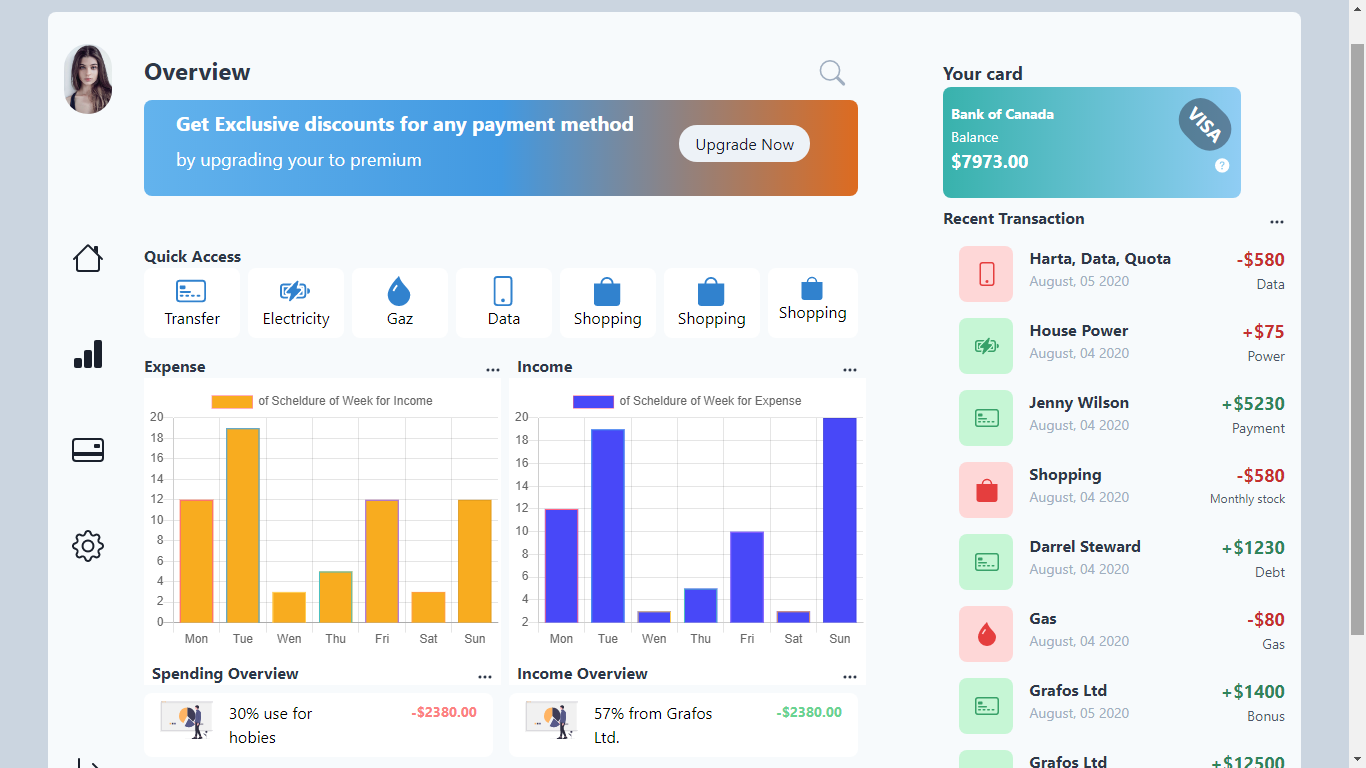 Overview
Get Exclusive discounts for any payment method
by upgrading your to premium
Upgrade Now
Quick Access
Transfer
Electricity
Gaz
Data
Shopping
Shopping
Shopping
Expense
...
of Scheldure of Week for Income
20
18
16
14
12
10
8
6
4
2
0
Mon Tue Wen Thu Fri Sat Sun
Income
...
of Scheldure of Week for Expense
20
18
16
14
12
10
8
6
4
2
Mon Tue Wen Thu Fri Sat Sun
Spending Overview
...
30% use for
hobies
-$2380.00
Income Overview
...
57% from Grafos
Ltd.
-$2380.00
Your card
Bank of Canada
VISA
Balance
$7973.00
?
Recent Transaction
...
Harta, Data, Quota -$580
August, 05 2020 Data
House Power +$75
August, 04 2020 Power
Jenny Wilson +$5230
August, 04 2020 Payment
Shopping -$580
August, 04 2020 Monthly stock
Darrel Steward +$1230
August, 04 2020 Debt
Gas -$80
August, 04 2020 Gas
Grafos Ltd +$1400
August, 05 2020 Bonus
Grafos Ltd +$12500